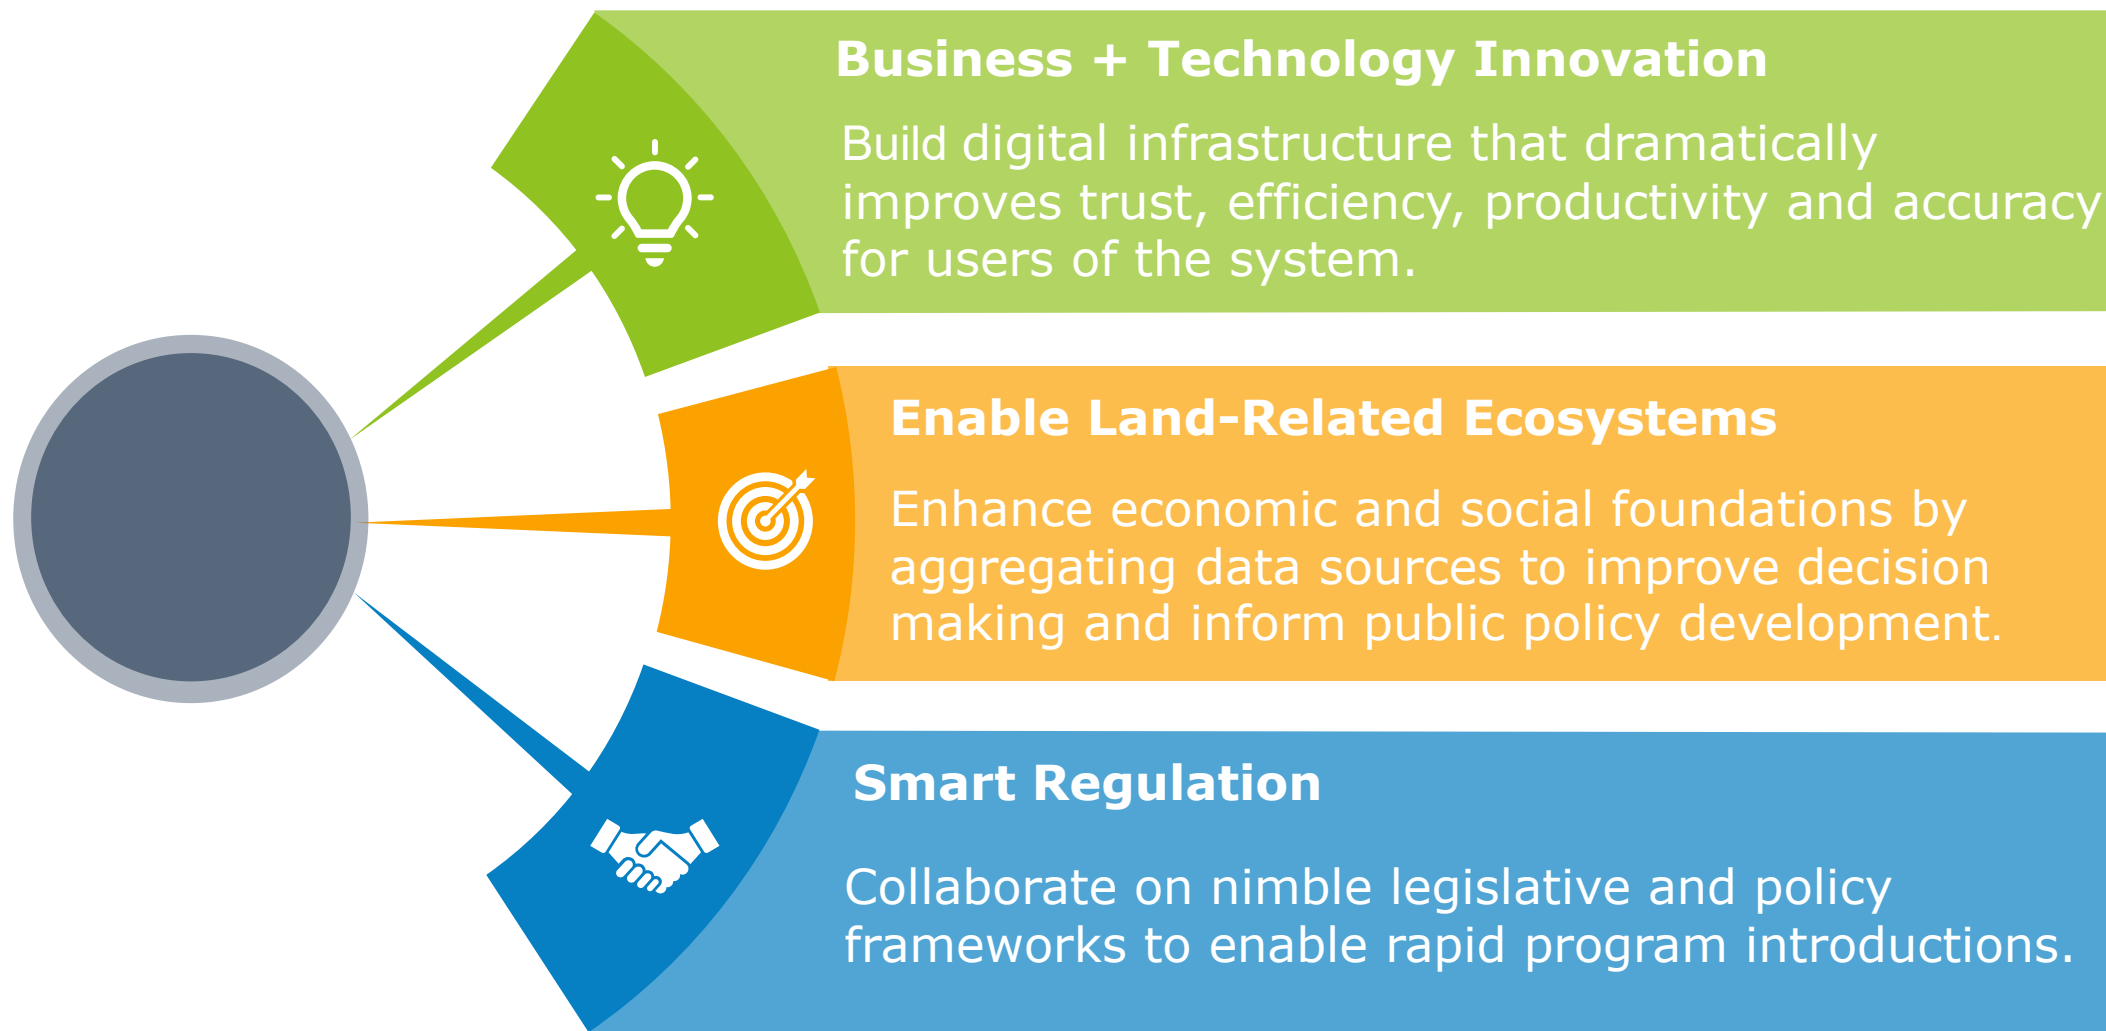 Business + Technology Innovation
Build digital infrastructure that dramatically
improves trust, efficiency, productivity and accuracy
for users of the system.
Enable Land-Related Ecosystems
Enhance economic and social foundations by
aggregating data sources to improve decision
making and inform public policy development.
Smart Regulation
Collaborate on nimble legislative and policy
frameworks to enable rapid program introductions.